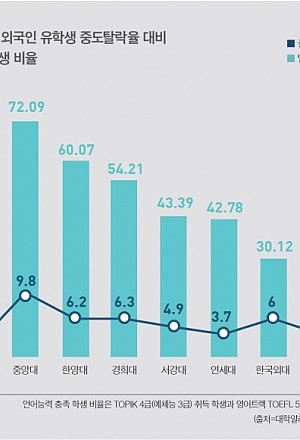 외국인 유학생 중도탈락율 대비
생 비율
72.09
60.07
54.21
43.39
42.78
30.12
9.8
6.2
6.3
4.9
3.7
6
중앙대
한양대
경희대
서강대
연세대
한국외대
언어능력 충족 학생 비율은 TOPIK 4급(예체능 3급) 취득 학생과 영어트랙 TOEFL 5
(출처=대학알